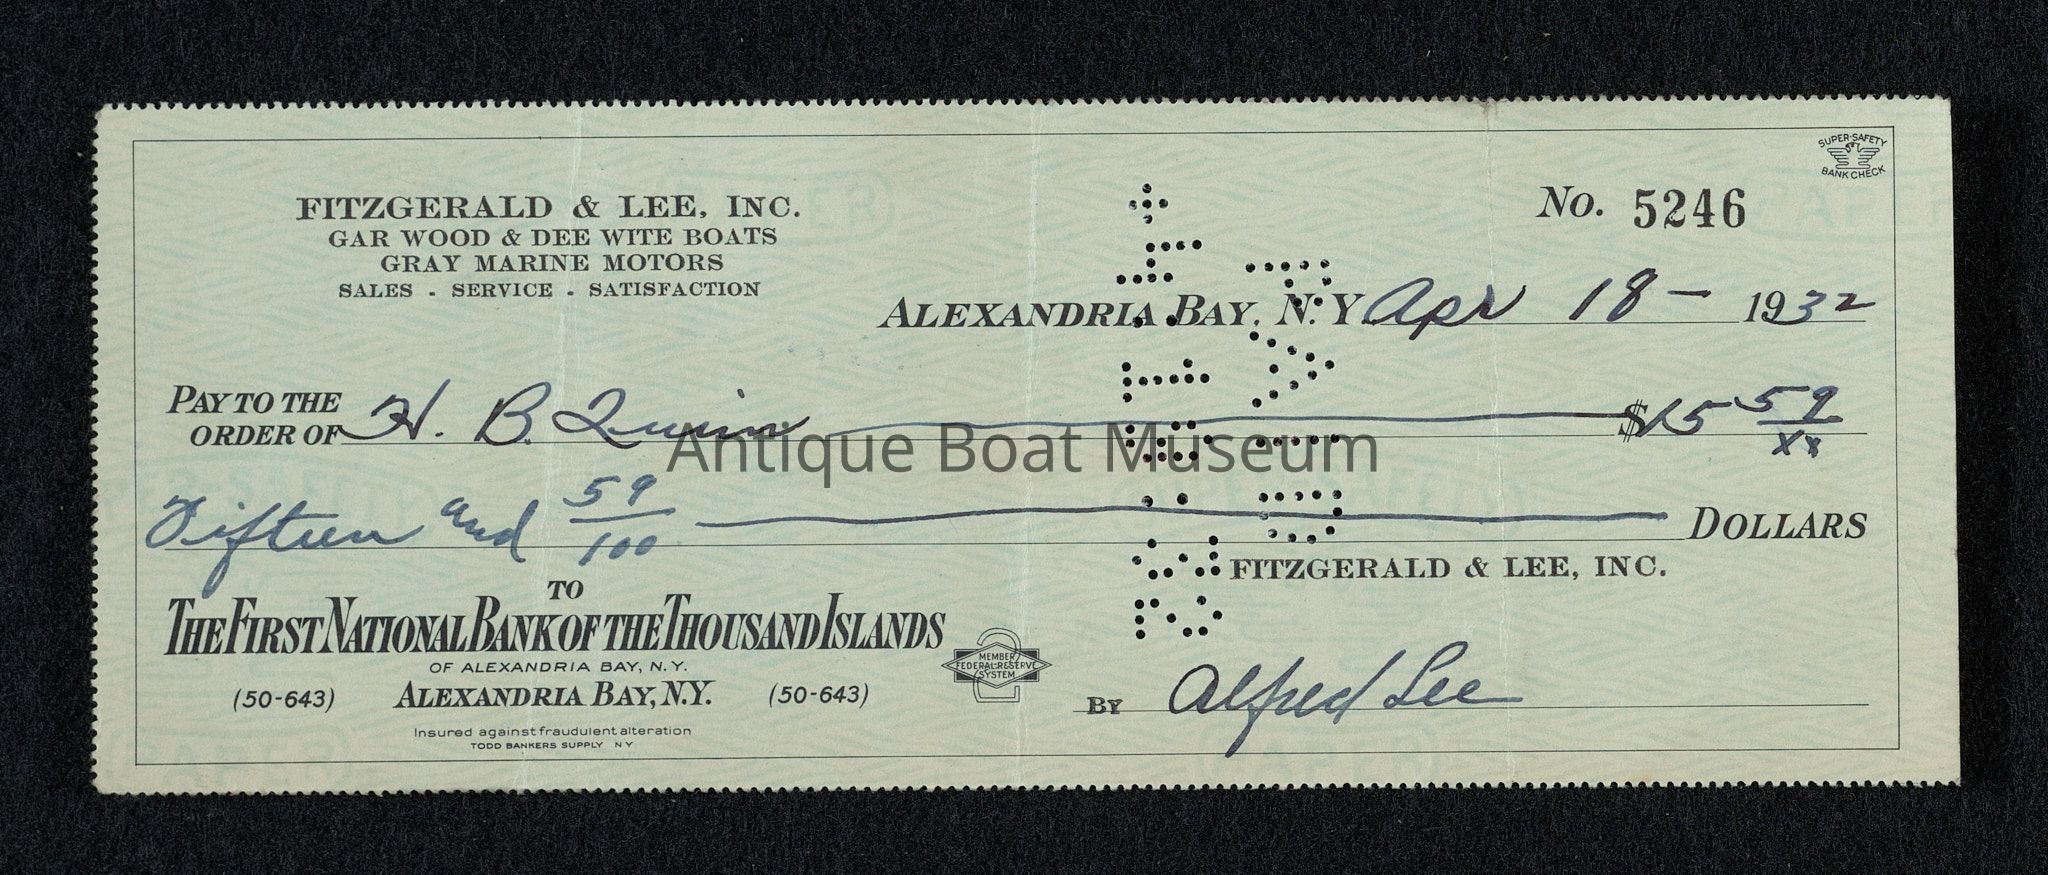 SUPER-SAFETY
BANK CHECK
FITZGERALD & LEE, INC.
GAR WOOD & DEE WITE BOATS
GRAY MARINE MOTORS
SALES - SERVICE - SATISFACTION
No. 5246
ALEXANDRIA BAY, N.Y. Apr 18 - 1932
PAY TO THE
ORDER OF H. B. Quinn $15 59/xx
Antique Boat Museum
Fifteen and 59/100 DOLLARS
FITZGERALD & LEE, INC.
TO
THE FIRST NATIONAL BANK OF THE THOUSAND ISLANDS
OF ALEXANDRIA BAY, N.Y.
(50-643) ALEXANDRIA BAY, N.Y. (50-643)
2
MEMBER
FEDERAL RESERVE
SYSTEM
BY Alfred Lee
Insured against fraudulent alteration
TODD BANKERS SUPPLY NY